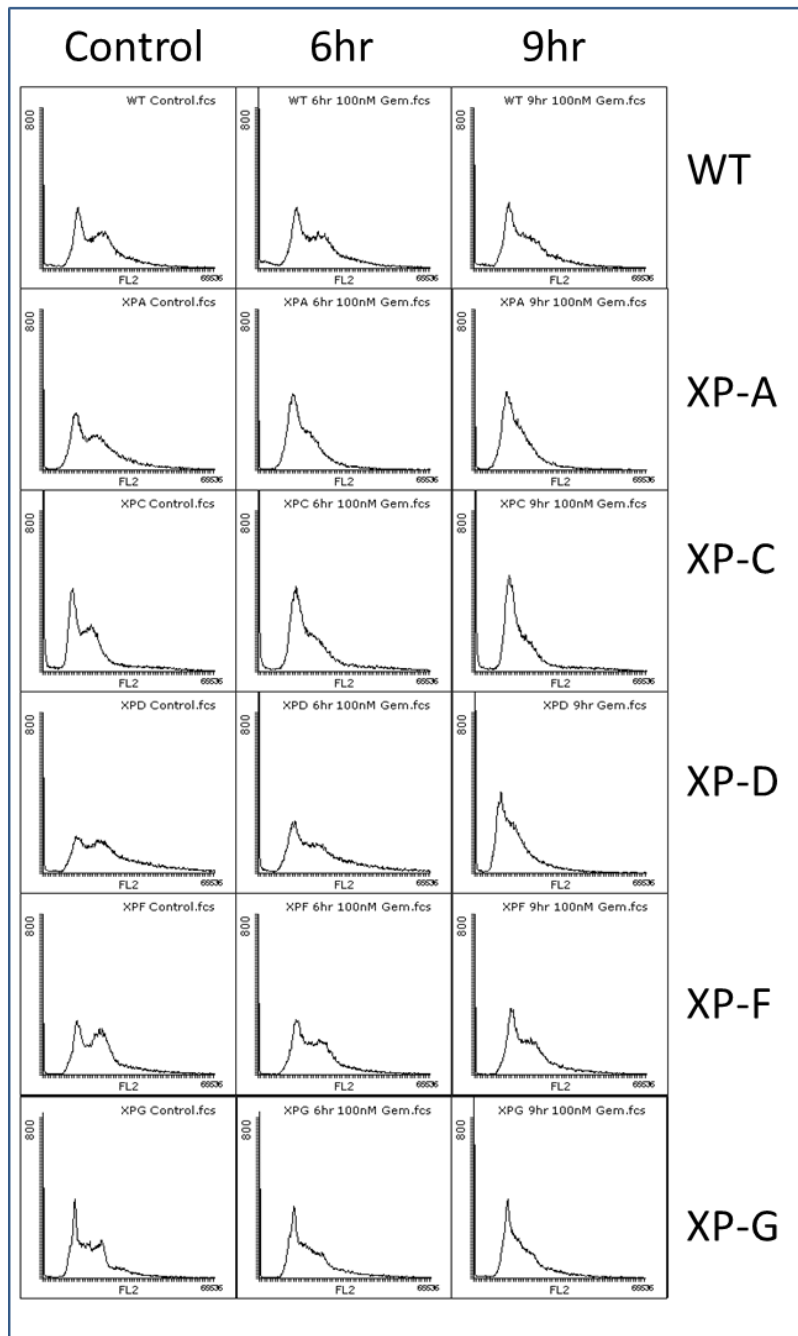 Control 6hr 9hr
WT Control.fcs WT 6hr 100nM Gem.fcs WT 9hr 100nM Gem.fcs
WT
800 800 800
65536 65536 65536
FL2 FL2 FL2
XPA Control.fcs XPA 6hr 100nM Gem.fcs XPA 9hr 100nM Gem.fcs
XP-A
800 800 800
65536 65536 65536
FL2 FL2 FL2
XPC Control.fcs XPC 6hr 100nM Gem.fcs XPC 9hr 100nM Gem.fcs
XP-C
800 800 800
65536 65536 65536
FL2 FL2 FL2
XPD Control.fcs XPD 6hr 100nM Gem.fcs XPD 9hr Gem.fcs
XP-D
800 800 800
65536 65536 65536
FL2 FL2 FL2
XPF Control.fcs XPF 6hr 100nM Gem.fcs XPF 9hr 100nM Gem.fcs
XP-F
800 800 800
65536 65536 65536
FL2 FL2 FL2
XPG Control.fcs XPG 6hr 100nM Gem.fcs XPG 9hr 100nM Gem.fcs
XP-G
800 800 800
65536 65536 65536
FL2 FL2 FL2